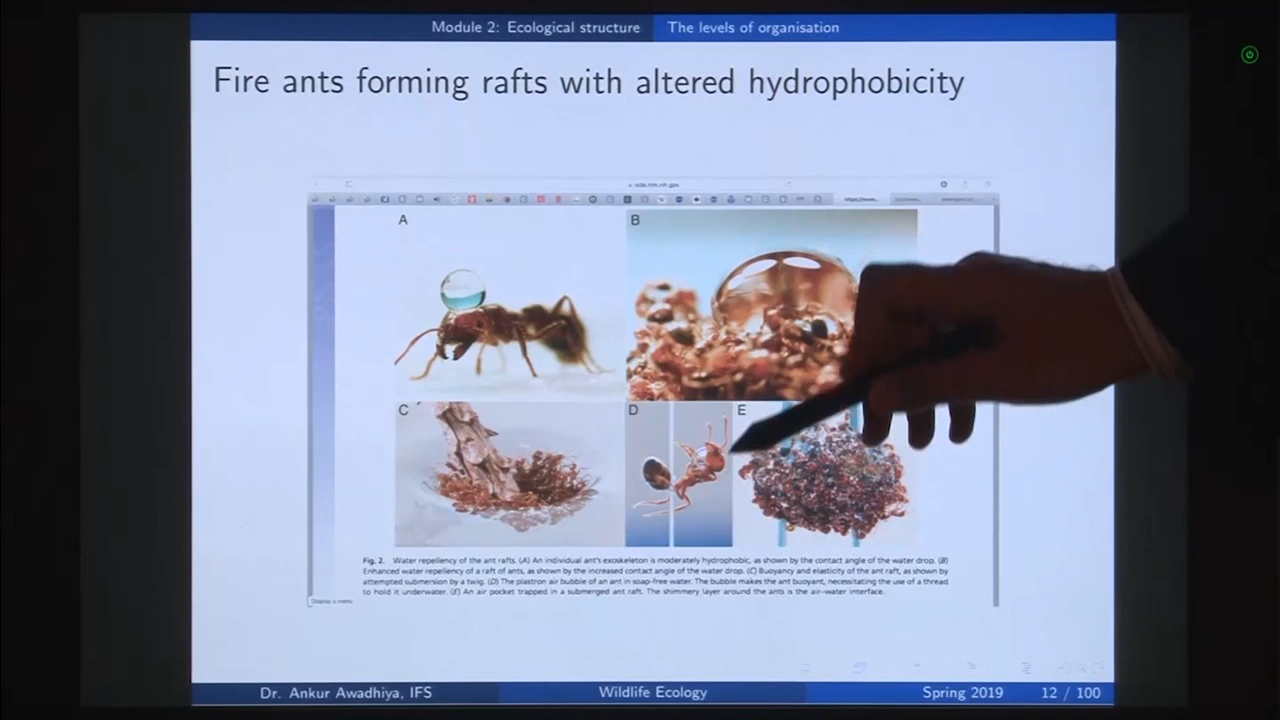 Module 2: Ecological structure The levels of organisation
Fire ants forming rafts with altered hydrophobicity
ncbi.nlm.nih.gov
A
B
C
D
E
Fig. 2. Water repellency of the ant rafts. (A) An individual ant's exoskeleton is moderately hydrophobic, as shown by the contact angle of the water drop. (B)
Enhanced water repellency of a raft of ants, as shown by the increased contact angle of the water drop. (C) Buoyancy and elasticity of the ant raft, as shown by
attempted submersion by a twig. (D) The plastron air bubble of an ant in soap-free water. The bubble makes the ant buoyant, necessitating the use of a thread
to hold it underwater. (E) An air pocket trapped in a submerged ant raft. The shimmery layer around the ants is the air–water interface.
Display a menu
Dr. Ankur Awadhiya, IFS Wildlife Ecology Spring 2019 12 / 100